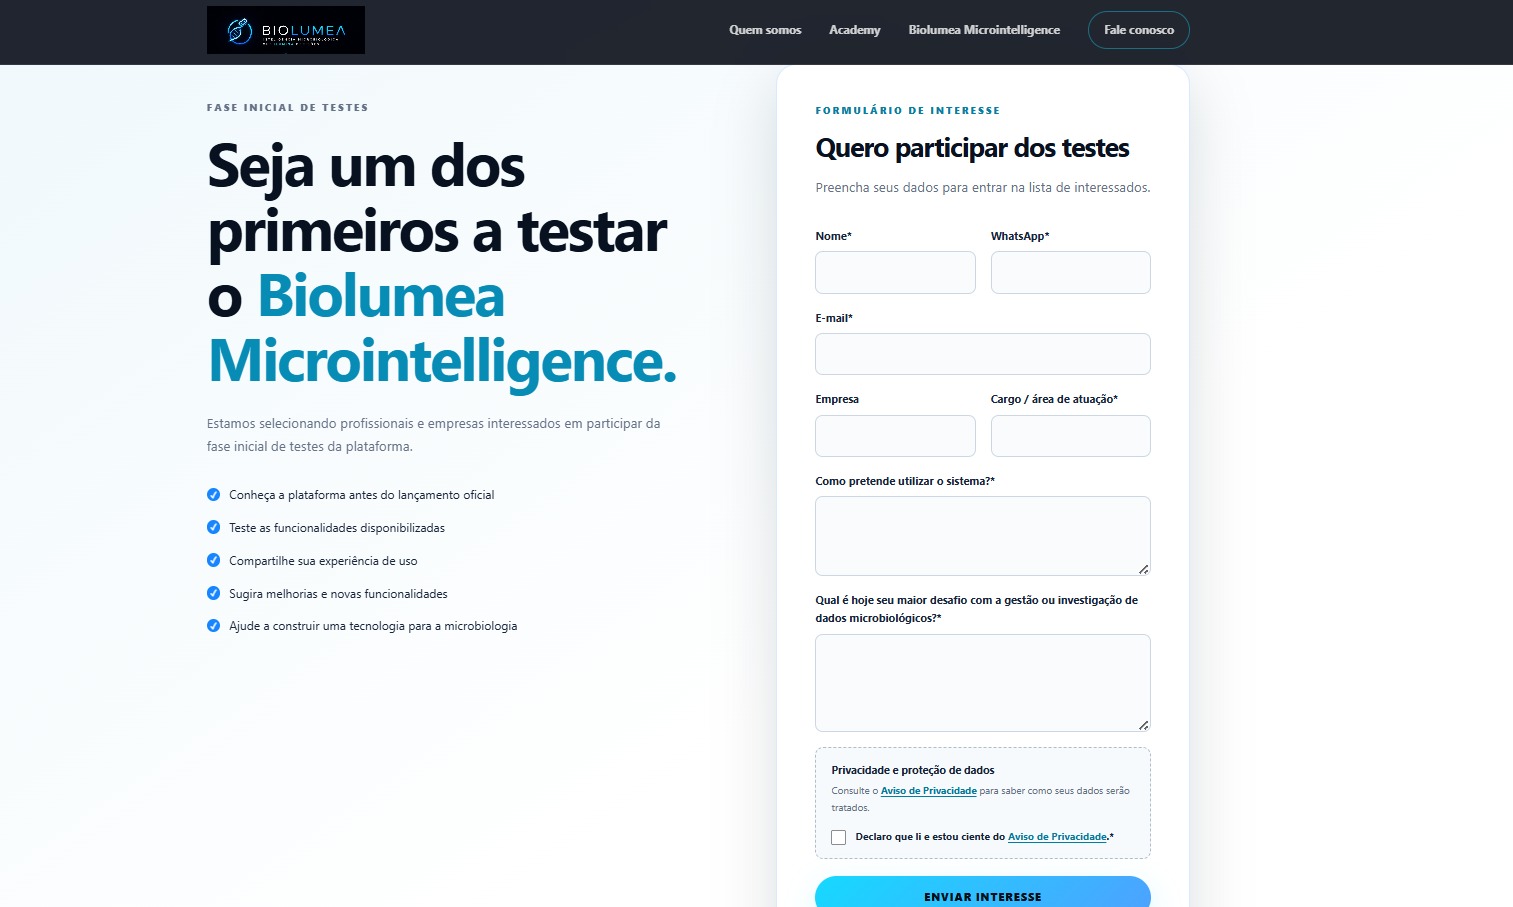 BIOLUMEA
INTELIGÊNCIA MICROBIOLÓGICA
Quem somos
Academy
Biolumea Microintelligence
Fale conosco
FASE INICIAL DE TESTES
Seja um dos
primeiros a testar
o Biolumea
Microintelligence.
Estamos selecionando profissionais e empresas interessados em participar da
fase inicial de testes da plataforma.
Conheça a plataforma antes do lançamento oficial
Teste as funcionalidades disponibilizadas
Compartilhe sua experiência de uso
Sugira melhorias e novas funcionalidades
Ajude a construir uma tecnologia para a microbiologia
FORMULÁRIO DE INTERESSE
Quero participar dos testes
Preencha seus dados para entrar na lista de interessados.
Nome*
WhatsApp*
E-mail*
Empresa
Cargo / área de atuação*
Como pretende utilizar o sistema?*
Qual é hoje seu maior desafio com a gestão ou investigação de
dados microbiológicos?*
Privacidade e proteção de dados
Consulte o Aviso de Privacidade para saber como seus dados serão
tratados.
Declaro que li e estou ciente do Aviso de Privacidade.*
ENVIAR INTERESSE